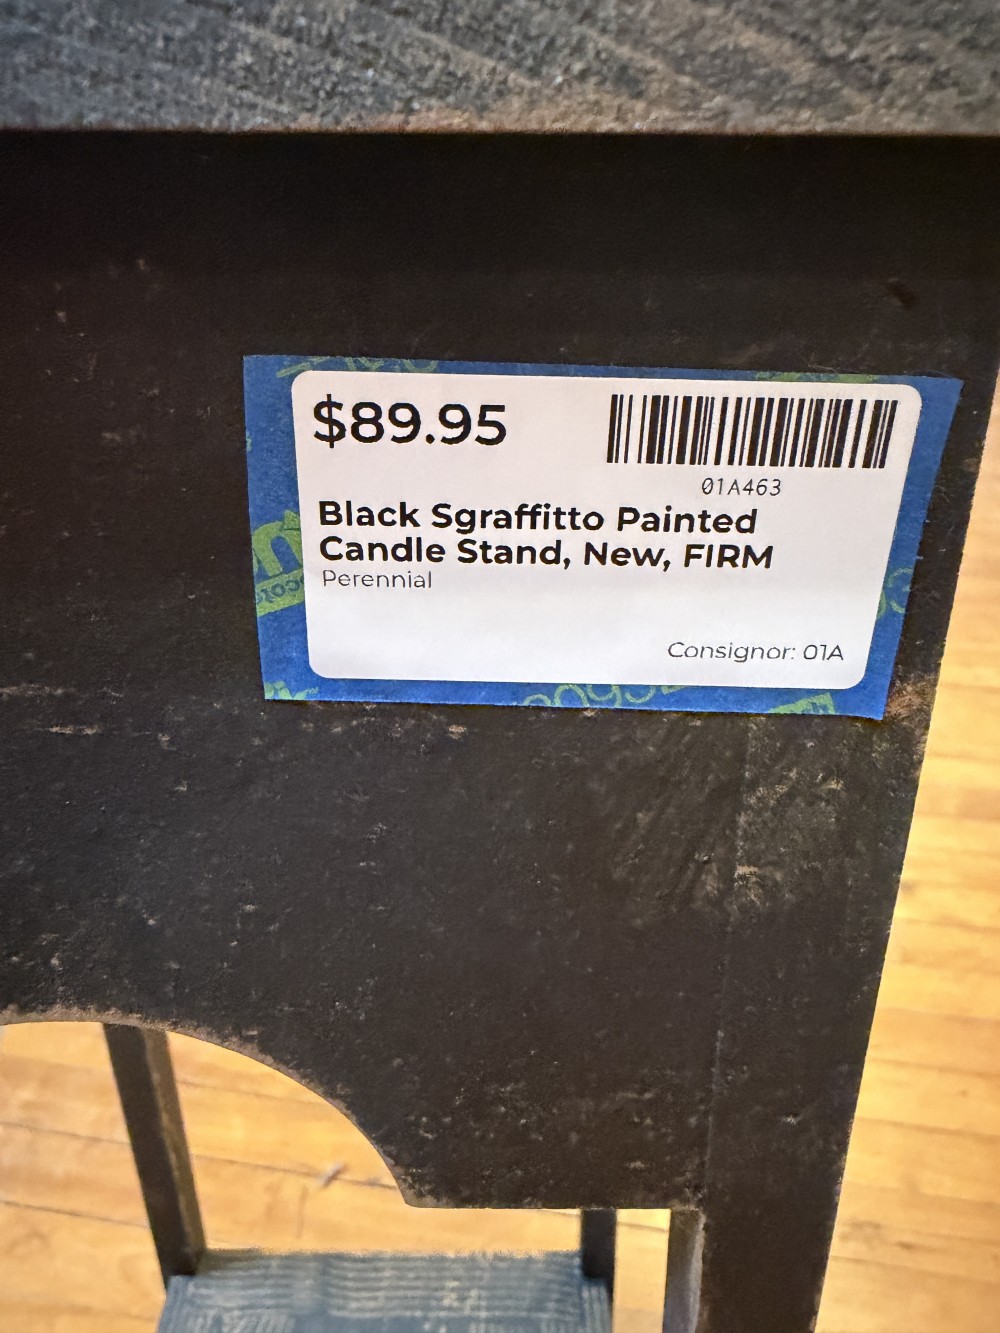 $89.95
01A463
Black Sgraffitto Painted
Candle Stand, New, FIRM
Perennial
Consignor: 01A